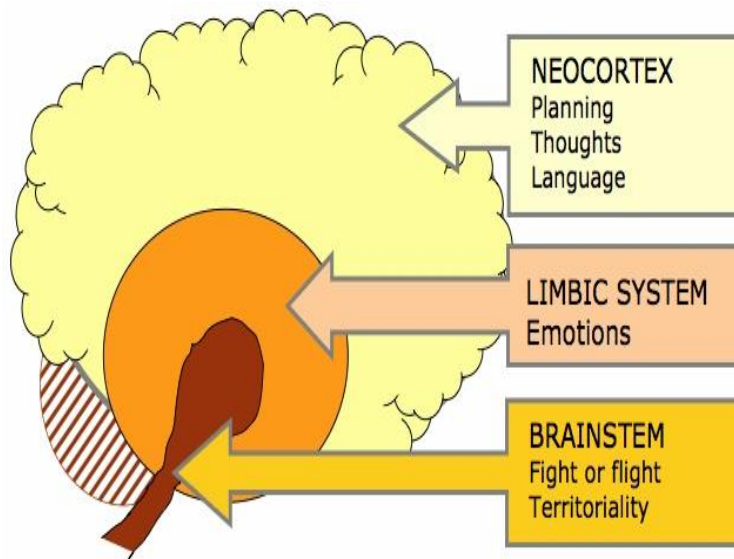 NEOCORTEX
Planning
Thoughts
Language
LIMBIC SYSTEM
Emotions
BRAINSTEM
Fight or flight
Territoriality